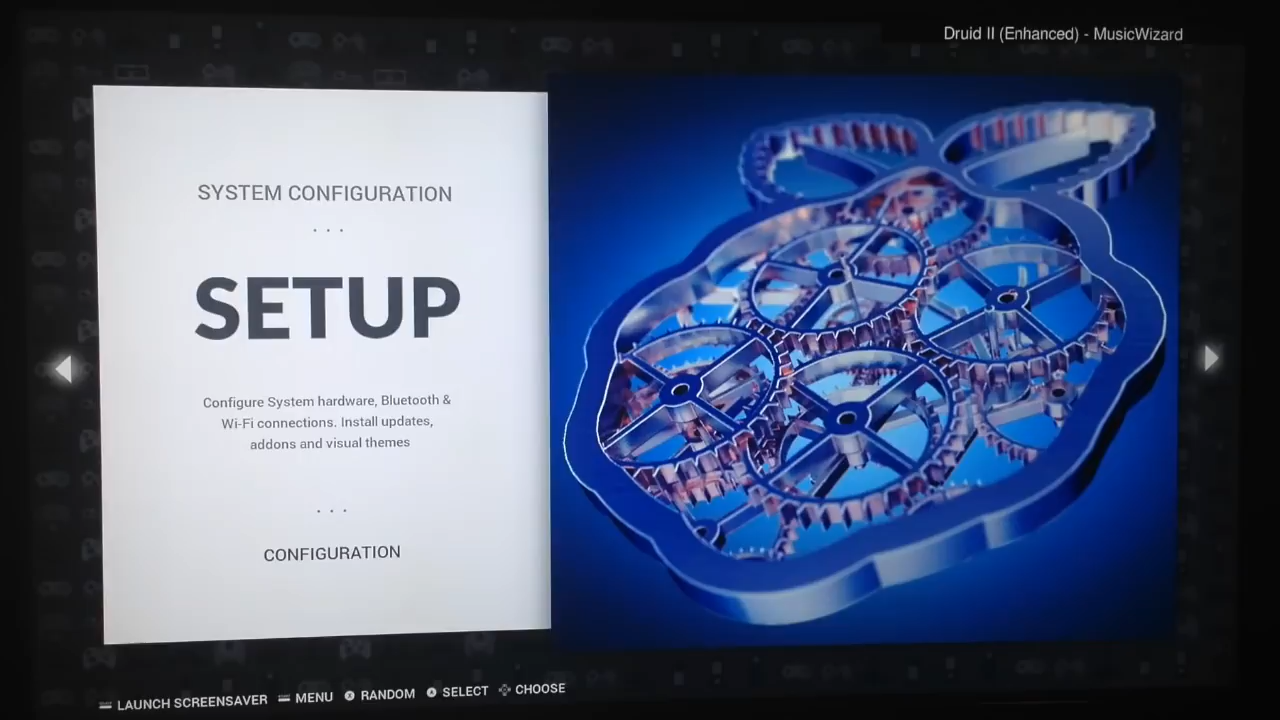 Druid II (Enhanced) - MusicWizard
SYSTEM CONFIGURATION
...
SETUP
Configure System hardware, Bluetooth &
Wi-Fi connections. Install updates,
addons and visual themes
...
CONFIGURATION
LAUNCH SCREENSAVER MENU RANDOM SELECT CHOOSE